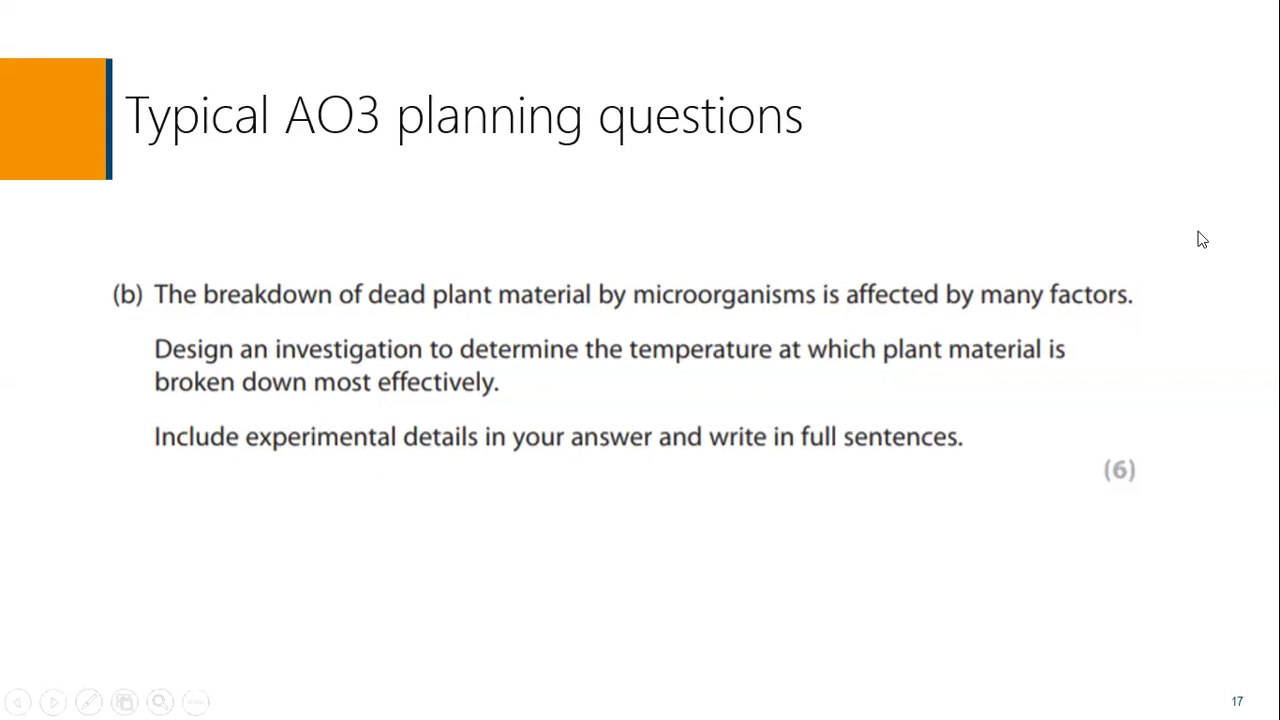 Typical AO3 planning questions
(b) The breakdown of dead plant material by microorganisms is affected by many factors.
Design an investigation to determine the temperature at which plant material is
broken down most effectively.
Include experimental details in your answer and write in full sentences.
(6)
17